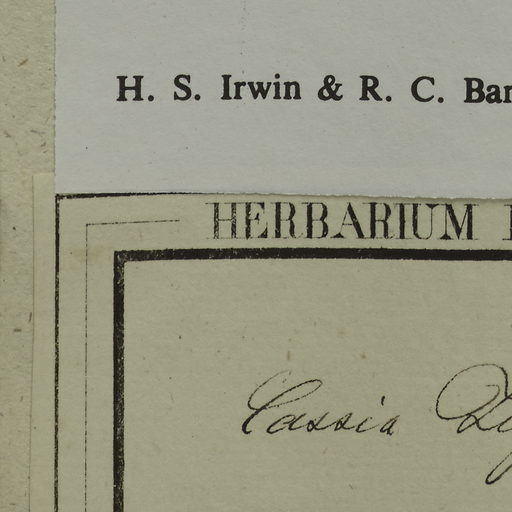 H. S. Irwin & R. C. Bar
HERBARIUM
Cassia